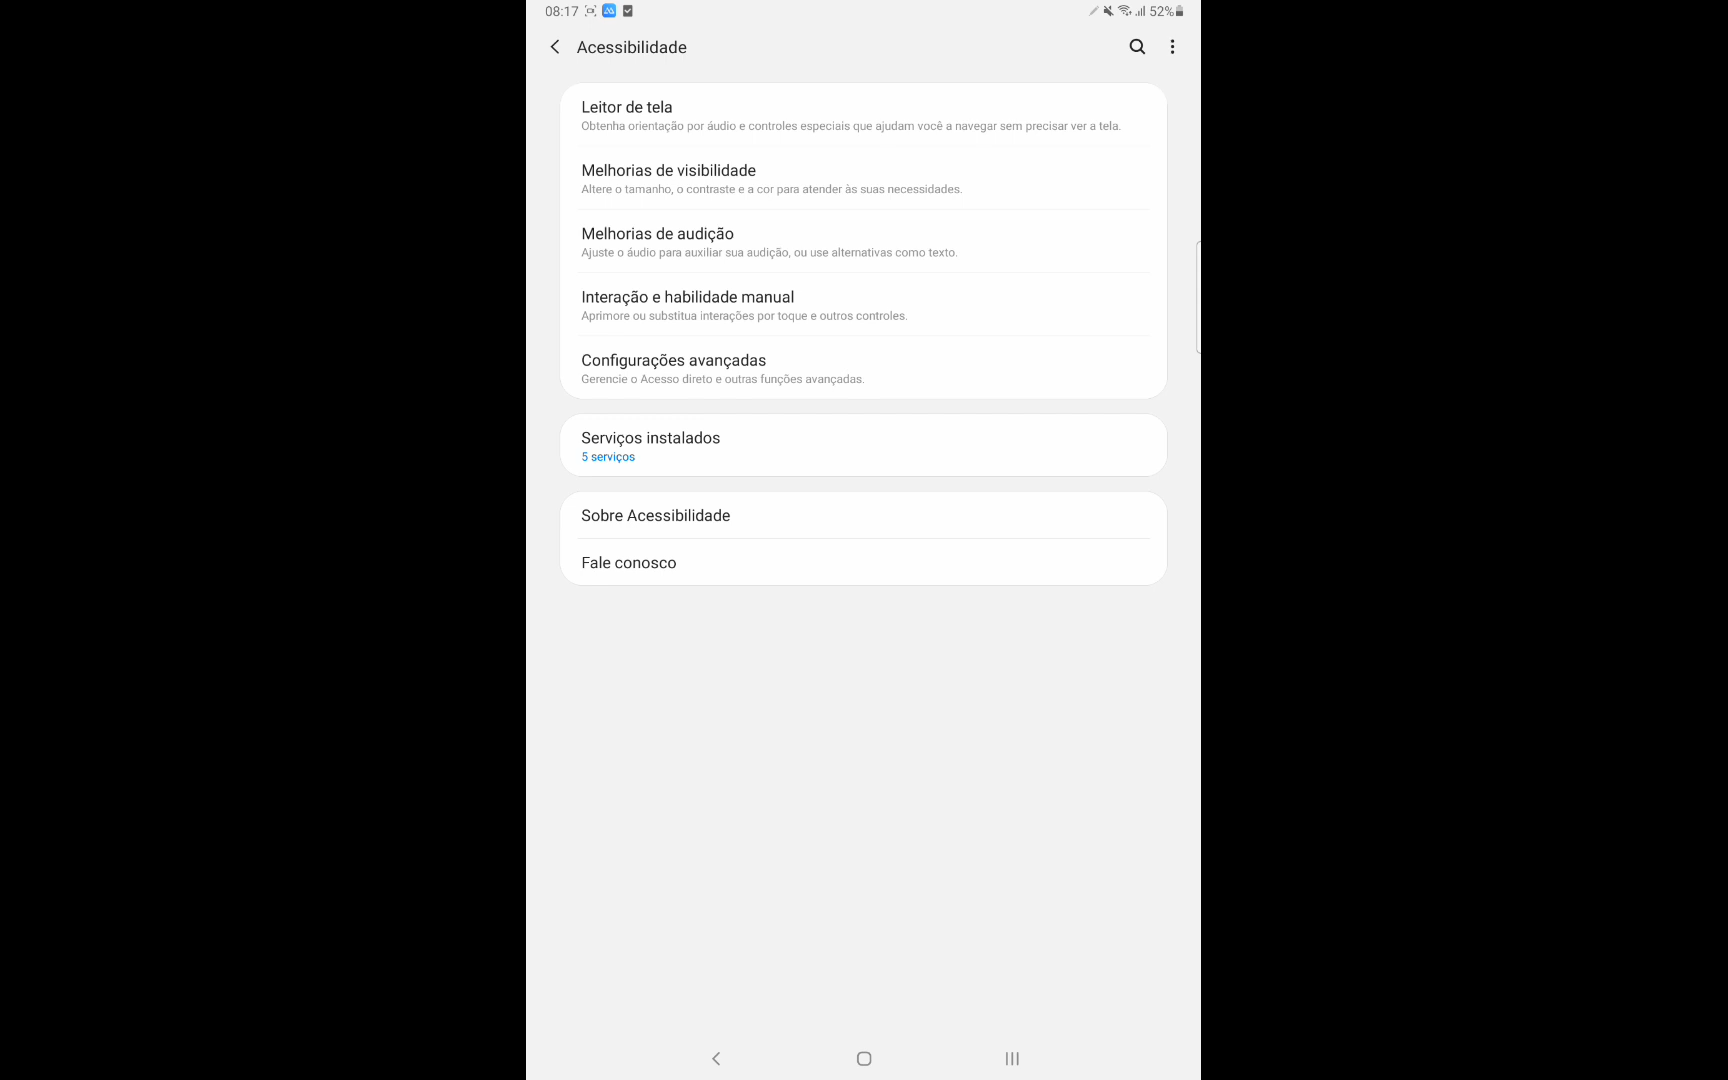 08:17
52%
Acessibilidade
Leitor de tela
Obtenha orientação por áudio e controles especiais que ajudam você a navegar sem precisar ver a tela.
Melhorias de visibilidade
Altere o tamanho, o contraste e a cor para atender às suas necessidades.
Melhorias de audição
Ajuste o áudio para auxiliar sua audição, ou use alternativas como texto.
Interação e habilidade manual
Aprimore ou substitua interações por toque e outros controles.
Configurações avançadas
Gerencie o Acesso direto e outras funções avançadas.
Serviços instalados
5 serviços
Sobre Acessibilidade
Fale conosco